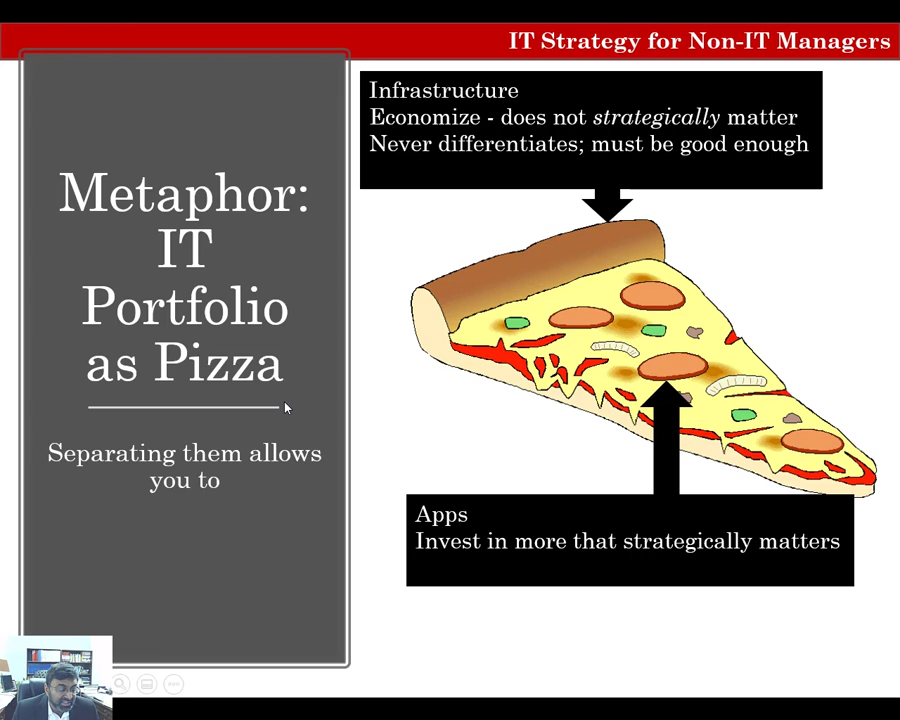 IT Strategy for Non-IT Managers
Metaphor:
IT
Portfolio
as Pizza
Separating them allows
you to
Infrastructure
Economize - does not strategically matter
Never differentiates; must be good enough
Apps
Invest in more that strategically matters